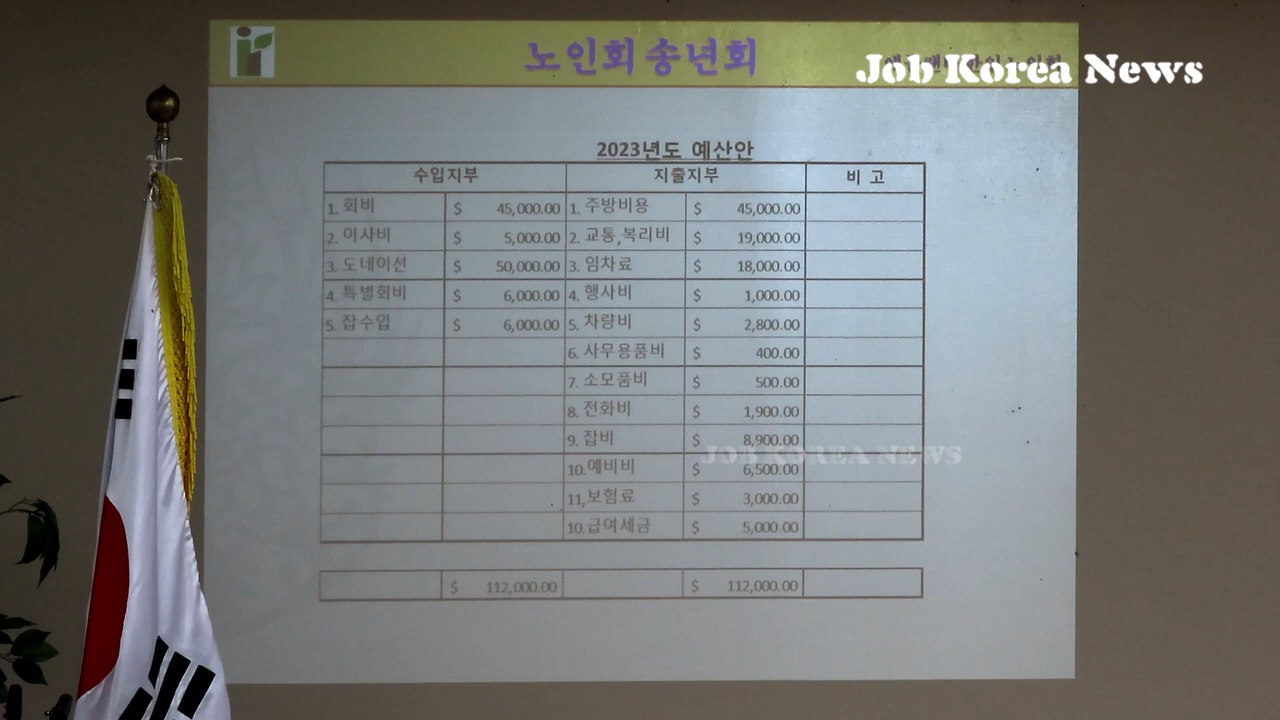 노인회 송년회
Job Korea News
2023년도 예산안
수입지부 지출지부 비 고
1. 회비 $ 45,000.00 1. 주방비용 $ 45,000.00
2. 이사비 $ 5,000.00 2. 교통,복리비 $ 19,000.00
3. 도네이션 $ 50,000.00 3. 임차료 $ 18,000.00
4. 특별회비 $ 6,000.00 4. 행사비 $ 1,000.00
5. 잡수입 $ 6,000.00 5. 차량비 $ 2,800.00
6. 사무용품비 $ 400.00
7. 소모품비 $ 500.00
8. 전화비 $ 1,900.00
9. 잡비 $ 8,900.00
JOB KOREA NEWS
10.예비비 $ 6,500.00
11,보험료 $ 3,000.00
10.급여세금 $ 5,000.00
$ 112,000.00 $ 112,000.00